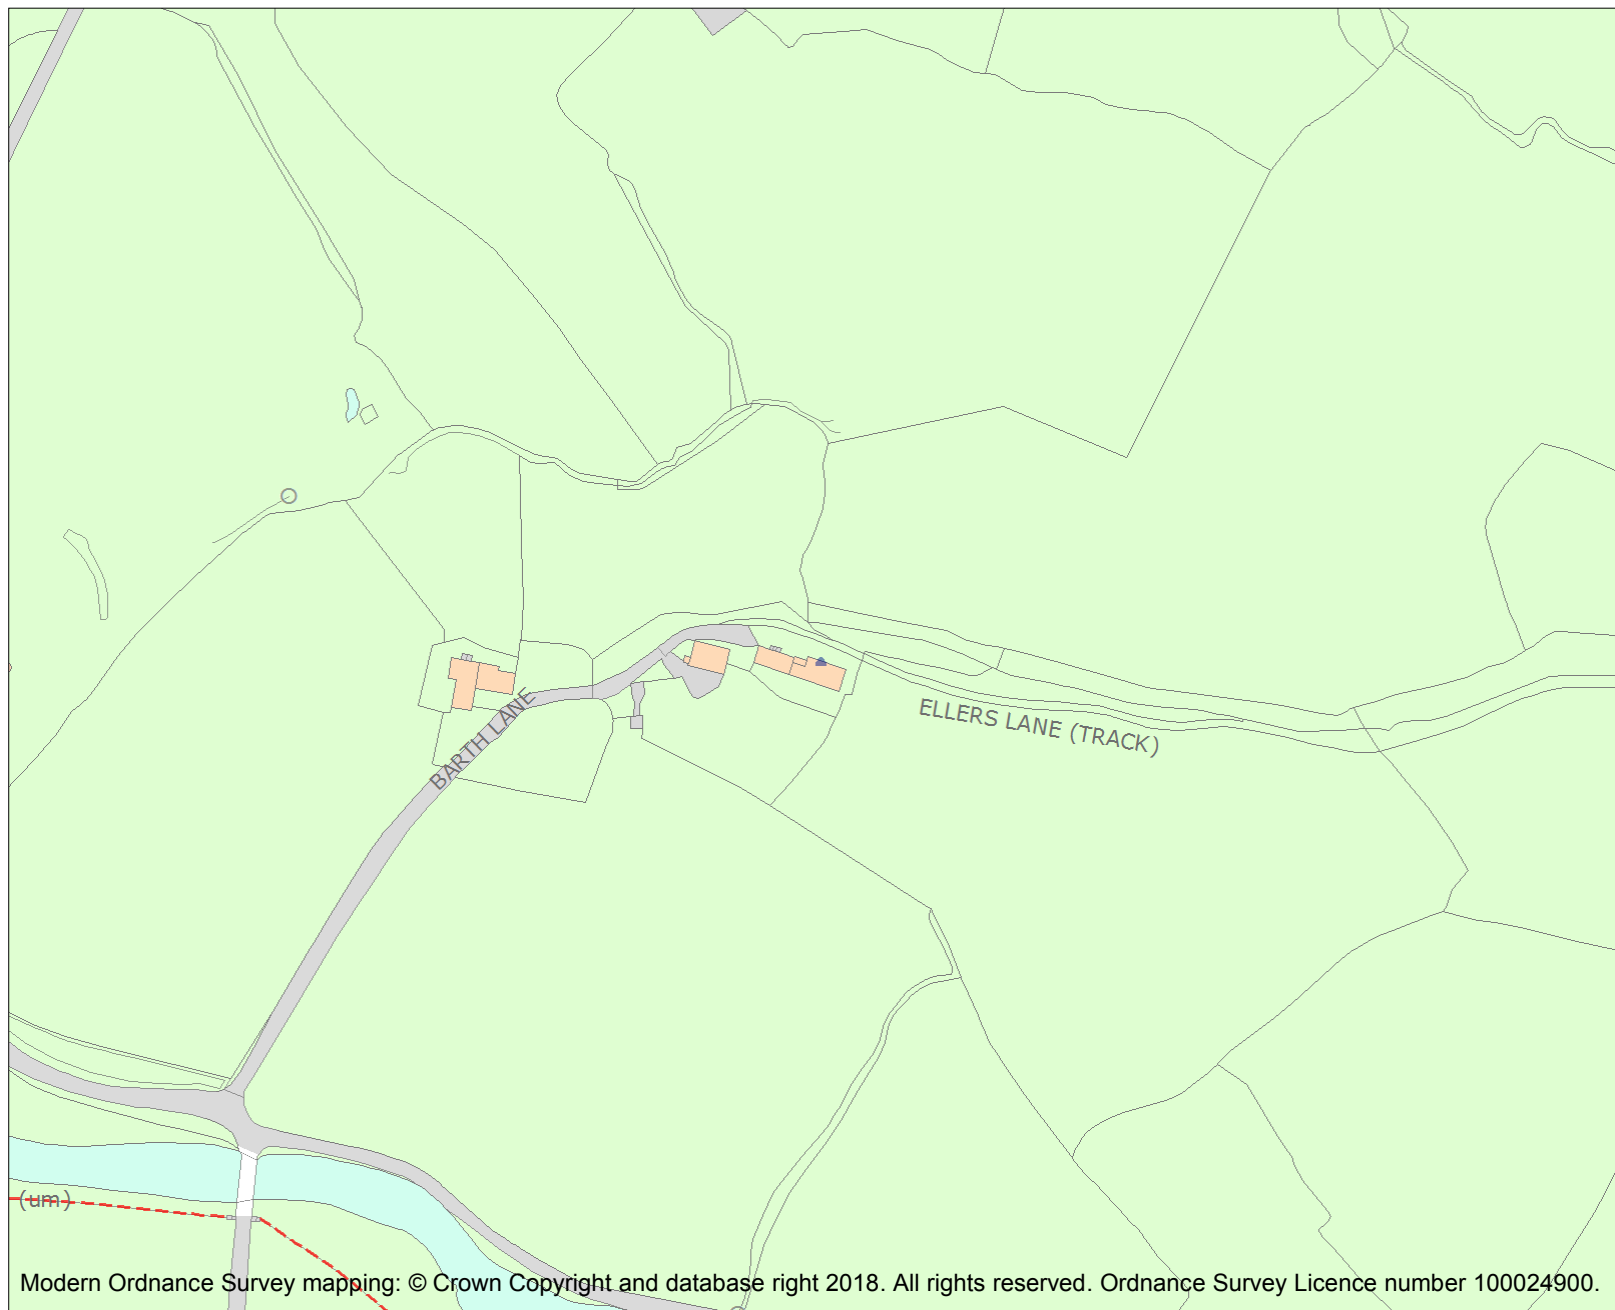 BARTH LANE
ELLERS LANE (TRACK)
(um)
Modern Ordnance Survey mapping: © Crown Copyright and database right 2018. All rights reserved. Ordnance Survey Licence number 100024900.